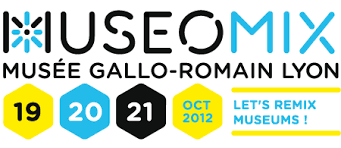 MUSEOMIX
MUSÉE GALLO-ROMAIN LYON
19 20 21 OCT 2012 LET'S REMIX MUSEUMS !